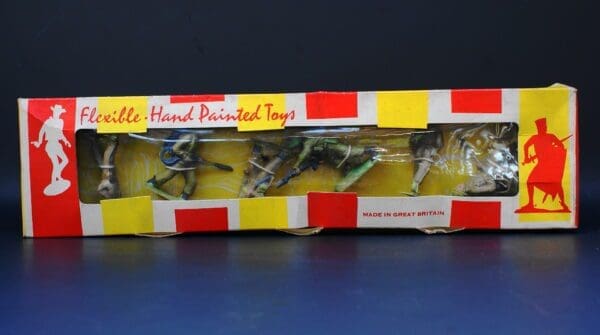 Flexible · Hand Painted Toys
MADE IN GREAT BRITAIN